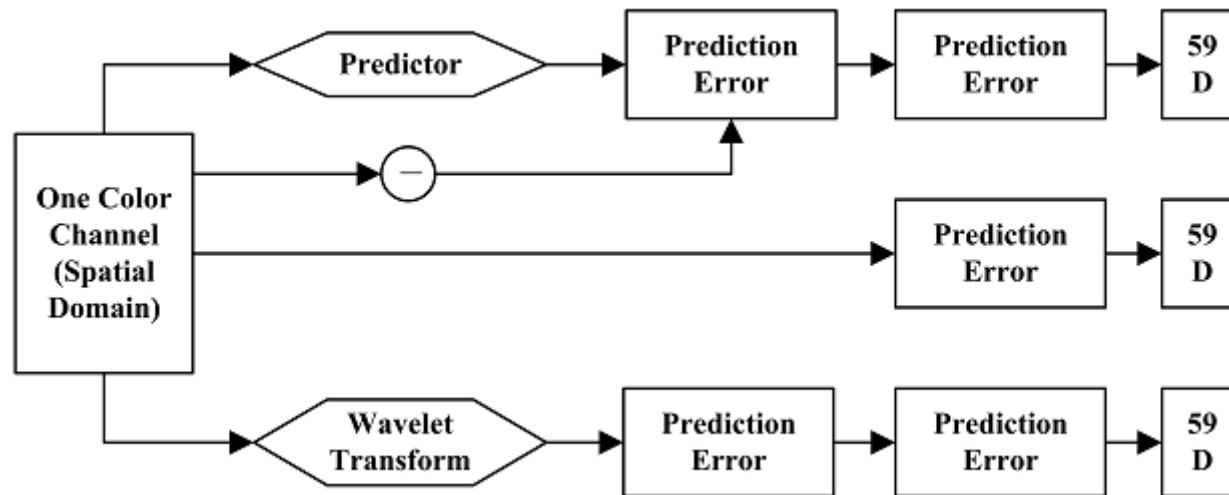 Predictor
Prediction
Error
Prediction
Error
59
D
One Color
Channel
(Spatial
Domain)
−
Prediction
Error
59
D
Wavelet
Transform
Prediction
Error
Prediction
Error
59
D